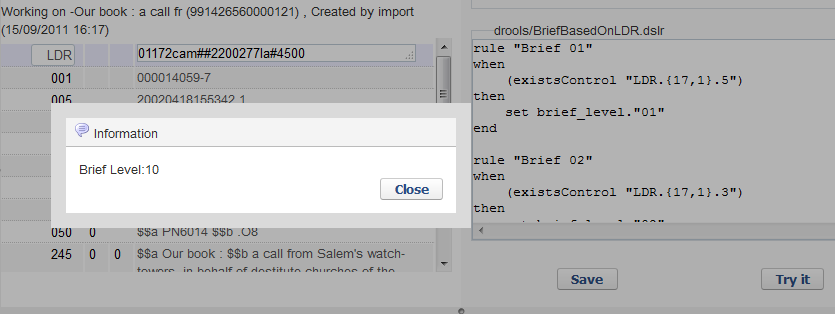 Working on -Our book : a call fr (991426560000121) , Created by import
(15/09/2011 16:17)
LDR 01172cam##2200277Ia#4500
001 000014059-7
005 20020418155342.1
Information
Brief Level:10
Close
050 0 $$a PN6014 $$b .O8
245 0 0 $$a Our book : $$b a call from Salem's watch-
towers, in behalf of destitute churches of the
drools/BriefBasedOnLDR.dslr
rule "Brief 01"
when
(existsControl "LDR.{17,1}.5")
then
set brief_level."01"
end
rule "Brief 02"
when
(existsControl "LDR.{17,1}.3")
then
Save
Try it